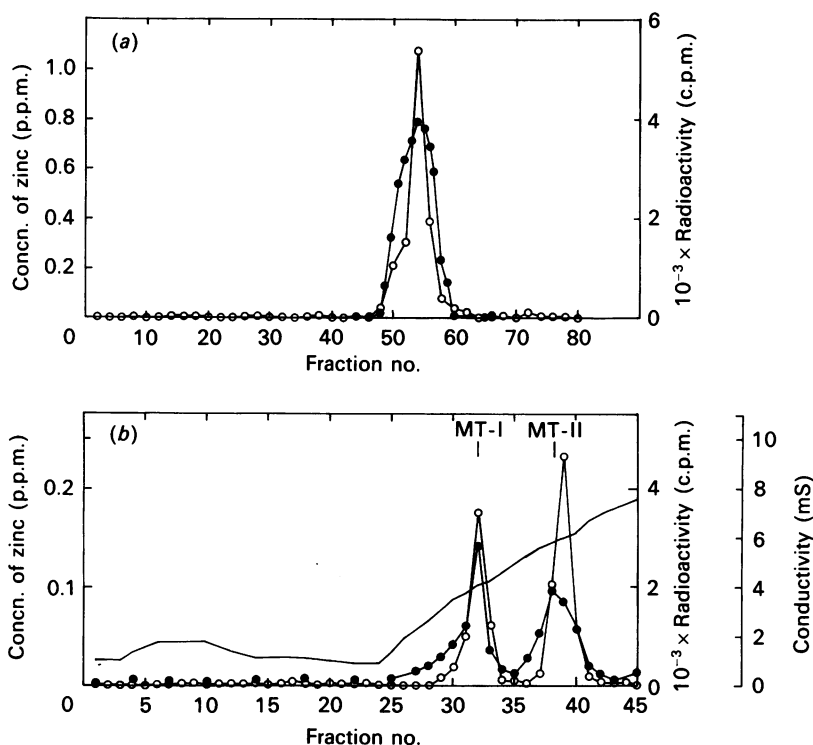 (a)
Concn. of zinc (p.p.m.)
1.0
0.8
0.6
0.4
0.2
0
10 20 30 40 50 60 70 80
Fraction no.
6
4
2
0
10⁻³ × Radioactivity (c.p.m.)
(b)
MT-I MT-II
Concn. of zinc (p.p.m.)
0.2
0.1
0 5 10 15 20 25 30 35 40 45
Fraction no.
6
4
2
0
10⁻³ × Radioactivity (c.p.m.)
10
8
6
4
2
0
Conductivity (mS)